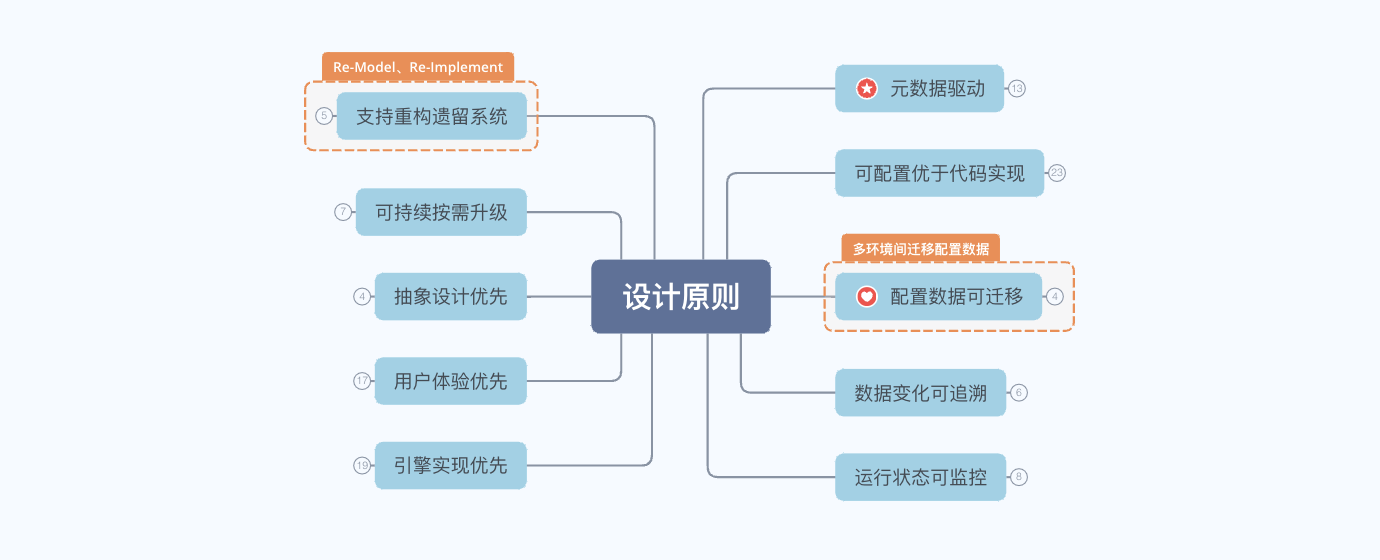 Re-Model、Re-Implement
支持重构遗留系统
5
可持续按需升级
7
抽象设计优先
4
用户体验优先
17
引擎实现优先
19
设计原则
元数据驱动
13
可配置优于代码实现
23
多环境间迁移配置数据
配置数据可迁移
4
数据变化可追溯
6
运行状态可监控
8